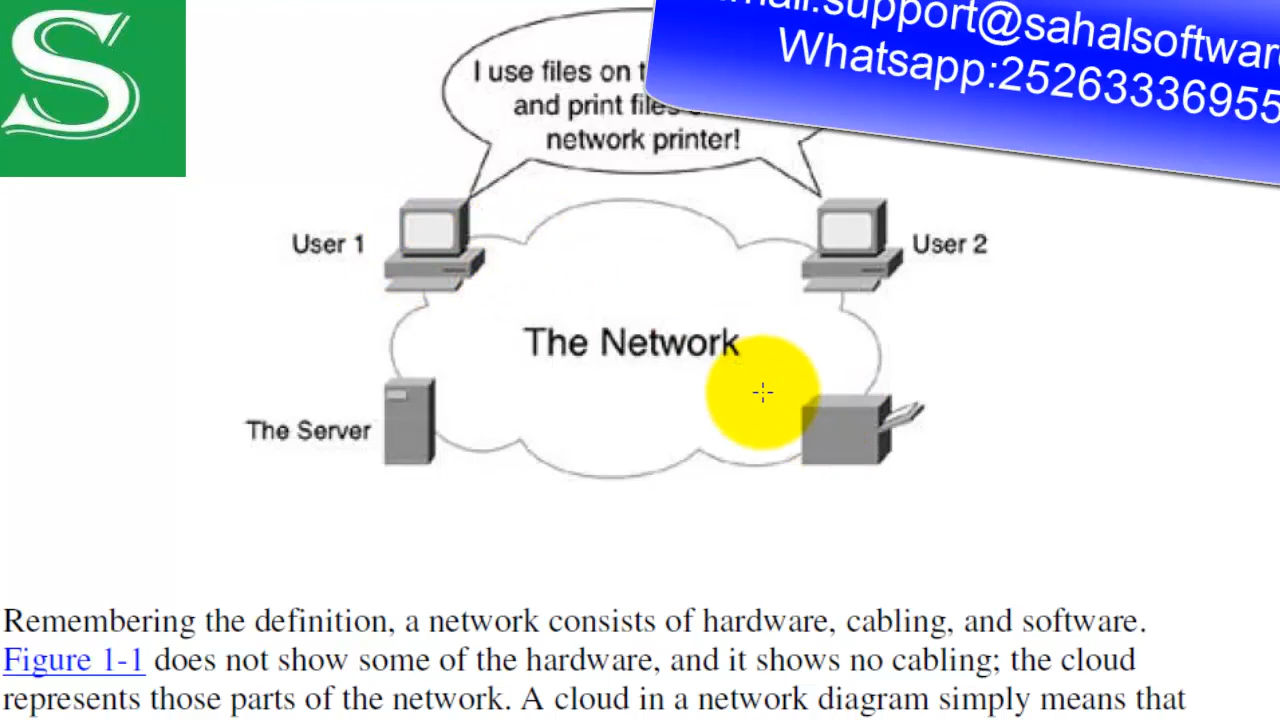 S
support@sahalsoftware
Whatsapp:25263336955
I use files on t
and print files
network printer!
User 1
User 2
The Network
The Server
Remembering the definition, a network consists of hardware, cabling, and software.
Figure 1-1 does not show some of the hardware, and it shows no cabling; the cloud
represents those parts of the network. A cloud in a network diagram simply means that